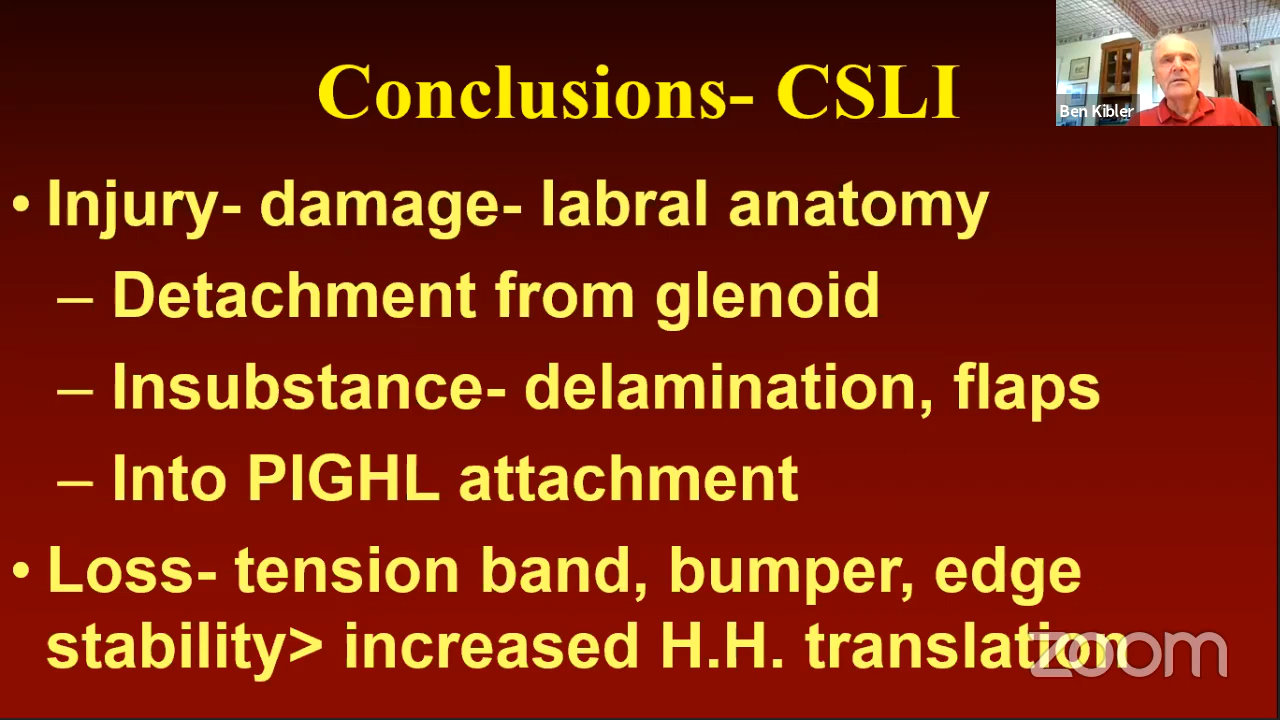 Conclusions- CSLI
Ben Kibler
• Injury- damage- labral anatomy
– Detachment from glenoid
– Insubstance- delamination, flaps
– Into PIGHL attachment
• Loss- tension band, bumper, edge
stability> increased H.H. translation
zoom